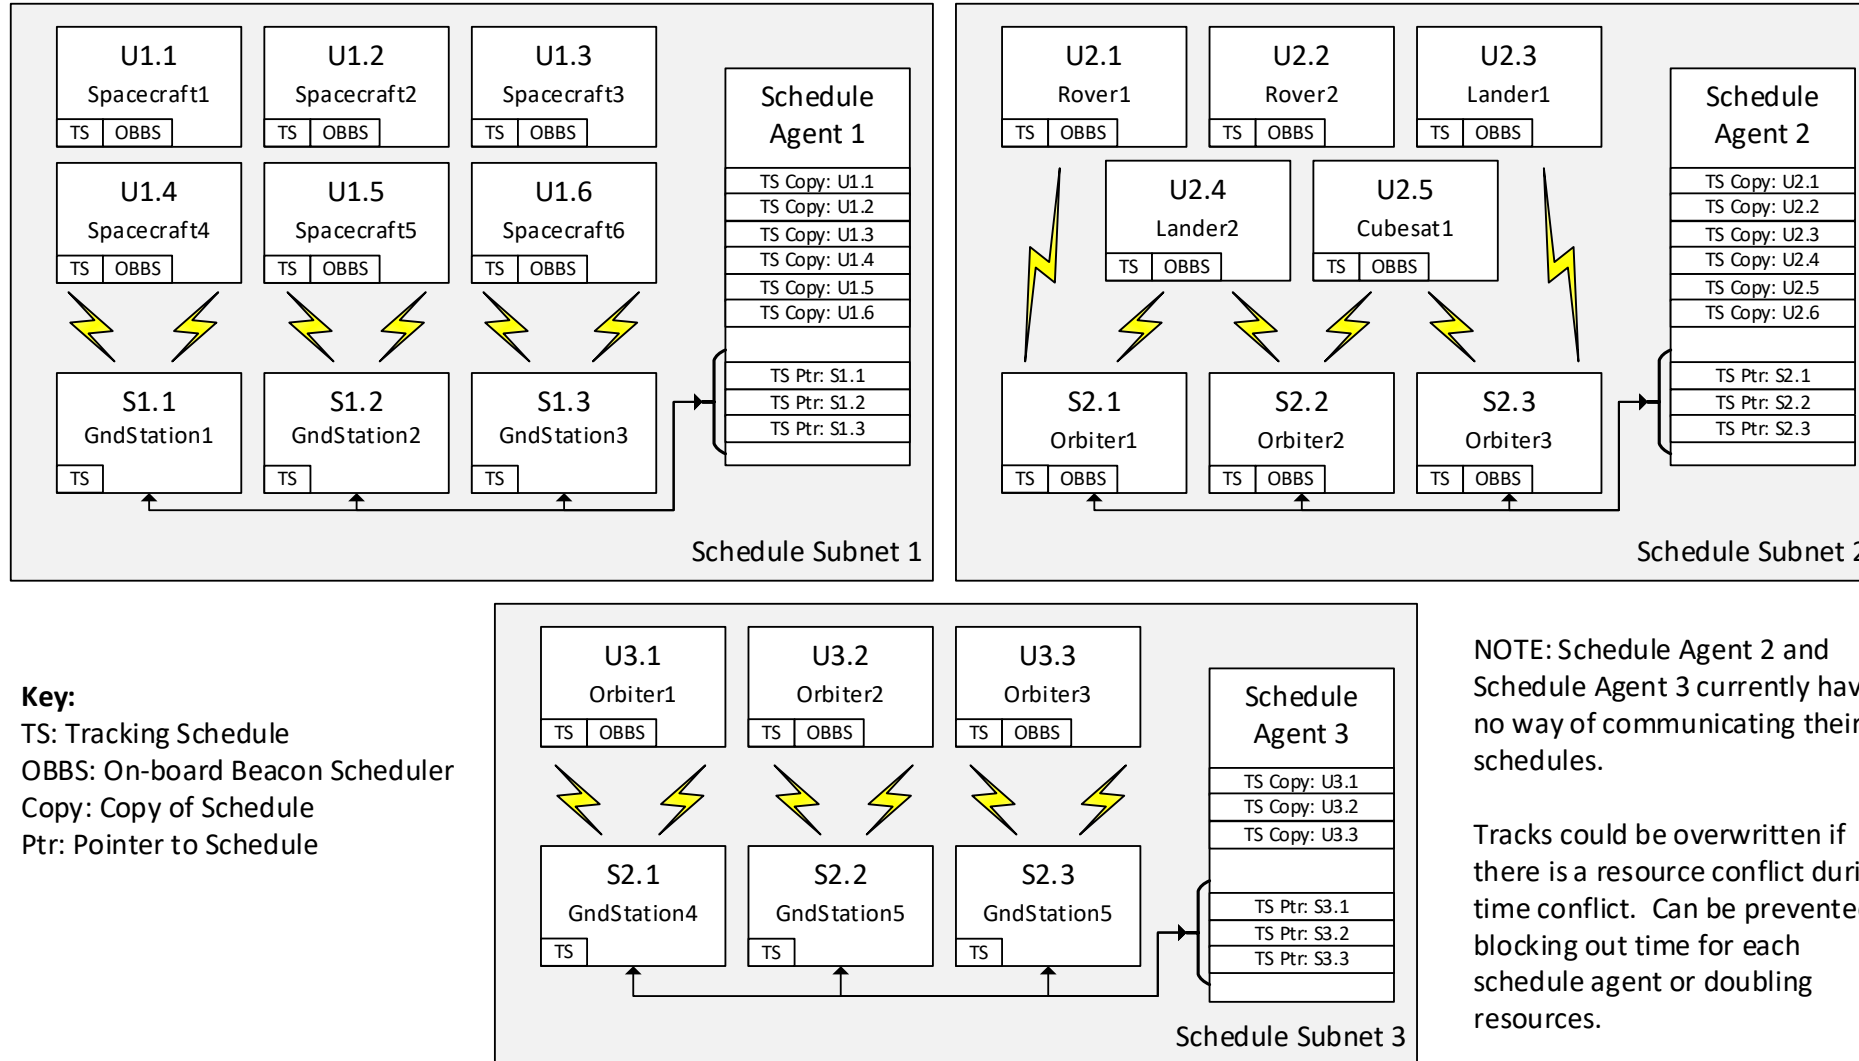 U1.1
Spacecraft1
TS OBBS
U1.2
Spacecraft2
TS OBBS
U1.3
Spacecraft3
TS OBBS
U1.4
Spacecraft4
TS OBBS
U1.5
Spacecraft5
TS OBBS
U1.6
Spacecraft6
TS OBBS
S1.1
GndStation1
TS
S1.2
GndStation2
TS
S1.3
GndStation3
TS
Schedule
Agent 1
TS Copy: U1.1
TS Copy: U1.2
TS Copy: U1.3
TS Copy: U1.4
TS Copy: U1.5
TS Copy: U1.6
TS Ptr: S1.1
TS Ptr: S1.2
TS Ptr: S1.3
Schedule Subnet 1
U2.1
Rover1
TS OBBS
U2.2
Rover2
TS OBBS
U2.3
Lander1
TS OBBS
U2.4
Lander2
TS OBBS
U2.5
Cubesat1
TS OBBS
S2.1
Orbiter1
TS OBBS
S2.2
Orbiter2
TS OBBS
S2.3
Orbiter3
TS OBBS
Schedule
Agent 2
TS Copy: U2.1
TS Copy: U2.2
TS Copy: U2.3
TS Copy: U2.4
TS Copy: U2.5
TS Copy: U2.6
TS Ptr: S2.1
TS Ptr: S2.2
TS Ptr: S2.3
Schedule Subnet 2
Key:
TS: Tracking Schedule
OBBS: On-board Beacon Scheduler
Copy: Copy of Schedule
Ptr: Pointer to Schedule
U3.1
Orbiter1
TS OBBS
U3.2
Orbiter2
TS OBBS
U3.3
Orbiter3
TS OBBS
S2.1
GndStation4
TS
S2.2
GndStation5
TS
S2.3
GndStation5
TS
Schedule
Agent 3
TS Copy: U3.1
TS Copy: U3.2
TS Copy: U3.3
TS Ptr: S3.1
TS Ptr: S3.2
TS Ptr: S3.3
Schedule Subnet 3
NOTE: Schedule Agent 2 and
Schedule Agent 3 currently hav
no way of communicating their
schedules.
Tracks could be overwritten if
there is a resource conflict duri
time conflict. Can be prevente
blocking out time for each
schedule agent or doubling
resources.